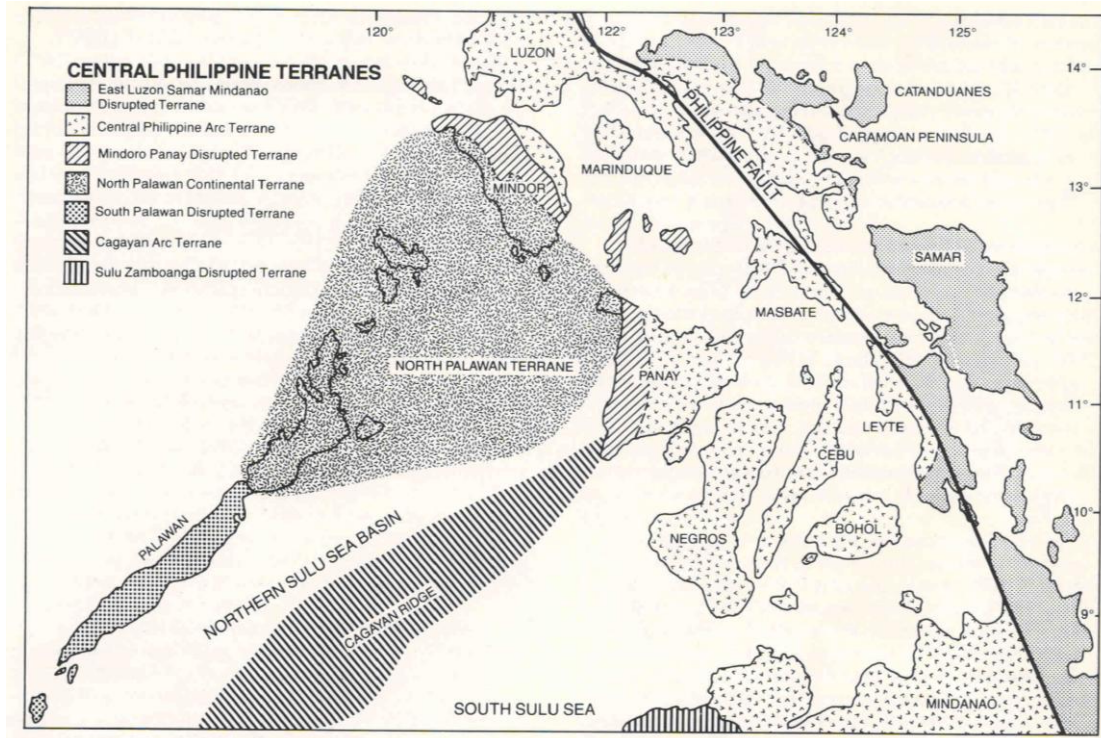 120°
122°
123°
124°
125°
CENTRAL PHILIPPINE TERRANES
East Luzon Samar Mindanao
Disrupted Terrane
Central Philippine Arc Terrane
Mindoro Panay Disrupted Terrane
North Palawan Continental Terrane
South Palawan Disrupted Terrane
Cagayan Arc Terrane
Sulu Zamboanga Disrupted Terrane
LUZON
14°
CATANDUANES
PHILIPPINE FAULT
CARAMOAN PENINSULA
MARINDUQUE
MINDOR
13°
SAMAR
12°
MASBATE
NORTH PALAWAN TERRANE
PANAY
11°
LEYTE
CEBU
PALAWAN
10°
NORTHERN SULU SEA BASIN
NEGROS
BOHOL
CAGAYAN RIDGE
9°
MINDANAO
SOUTH SULU SEA